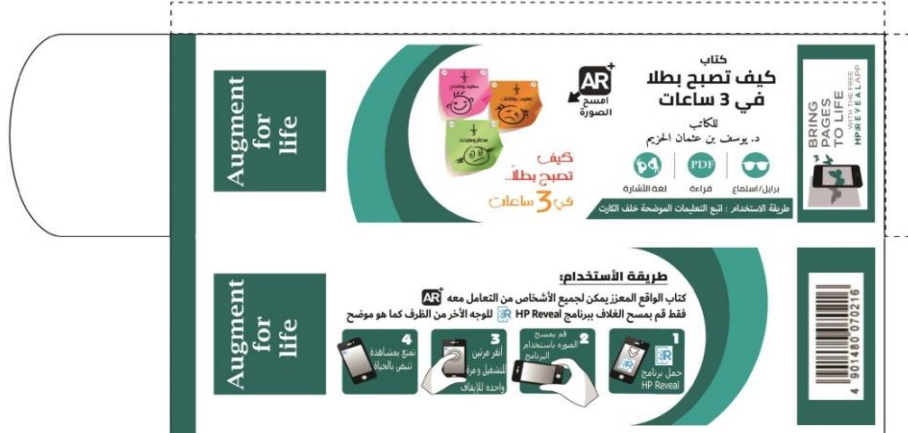 Augment
for
life
كتاب
كيف تصبح بطلا
في 3 ساعات
للكاتب
د. يوسف بن عثمان الحزيم
برايل/استماع
PDF
قراءة
لغة الأشارة
طريقة الاستخدام : اتبع التعليمات الموضحة خلف الكارت
AR+
امسح
الصورة
كيف
تصبح بطلاً..
في 3 ساعات
BRING
PAGES
TO LIFE
WITH THE FREE
HP REVEAL APP
Augment
for
life
طريقة الأستخدام:
كتاب الواقع المعزز يمكن لجميع الأشخاص من التعامل معه AR+
فقط قم بمسح الغلاف ببرنامج HP Reveal للوجه الأخر من الظرف كما هو موضح
1
حمل برنامج
HP Reveal
2
قم بمسح
الصوره باستخدام
البرنامج
3
أنقر مرتين
للتشغيل ومرة
واحده للإيقاف
4
تمتع بمشاهدة
تنبض بالحياة
4 901480 070216